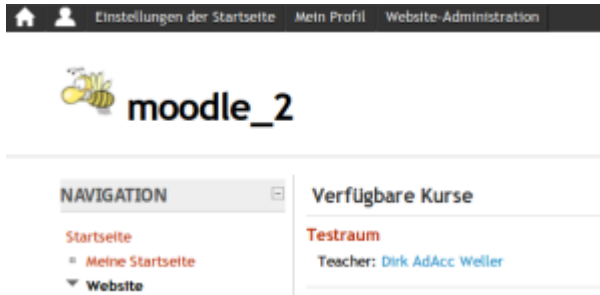 Einstellungen der Startseite Mein Profil Website-Administration
moodle_2
NAVIGATION
Startseite
Meine Startseite
Website
Verfügbare Kurse
Testraum
Teacher: Dirk AdAcc Weller